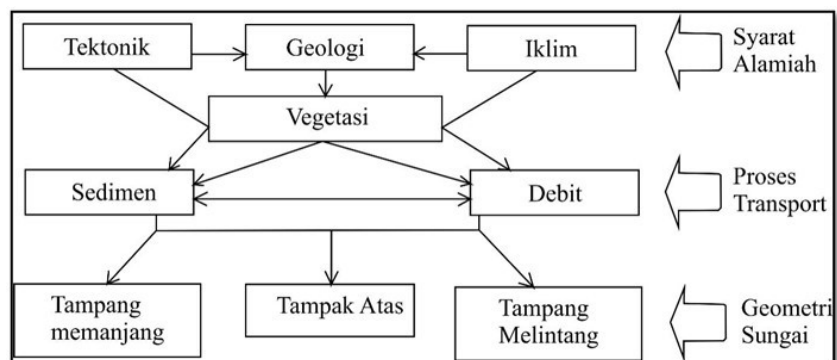 Tektonik
Geologi
Iklim
Syarat
Alamiah
Vegetasi
Sedimen
Debit
Proses
Transport
Tampang
memanjang
Tampak Atas
Tampang
Melintang
Geometri
Sungai